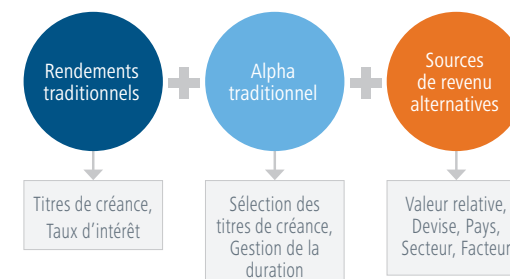 Rendements
traditionnels
Alpha
traditionnel
Sources
de revenu
alternatives
Titres de créance,
Taux d'intérêt
Sélection des
titres de créance,
Gestion de la
duration
Valeur relative,
Devise, Pays,
Secteur, Facteur